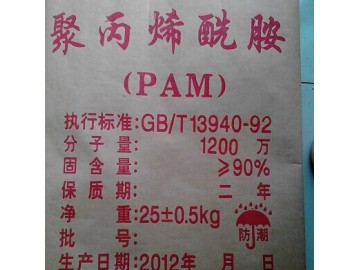 聚丙烯酰胺
(PAM)
执行标准:GB/T13940-92
分子量: 1200 万
固含量: ≥90%
保质期: 二年
净重:25±0.5kg
批号: 防潮
生产日期:2012年 月 日